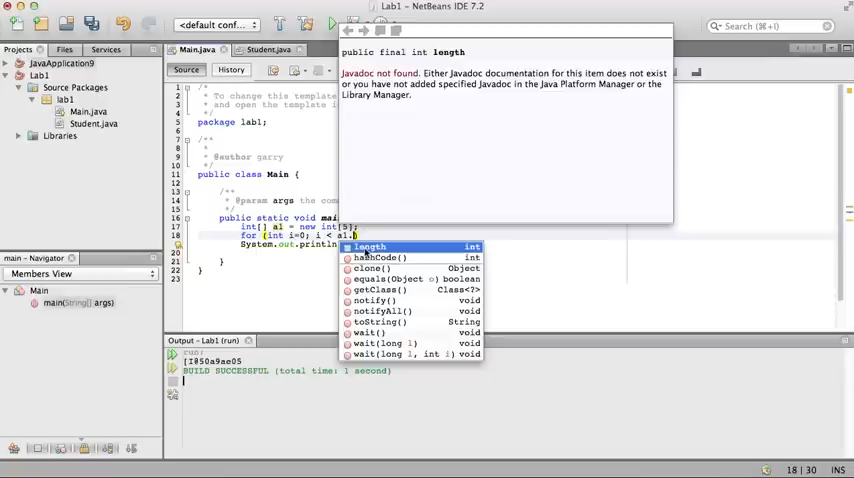 Lab1 - NetBeans IDE 7.2
<default conf...
Search (⌘+I)
Projects
Files
Services
JavaApplication9
Lab1
Source Packages
lab1
Main.java
Student.java
Libraries
Main.java
Student.java
Source
History
1 /*
2 * To change this template
3 * and open the template i
4 */
5 package lab1;
6
7 /**
8 *
9 * @author garry
10 */
11 public class Main {
12
13 /**
14 * @param args the com
15 */
16 public static void mai
17 int[] a1 = new int[5];
18 for (int i=0; i < a1.)
System.out.println
20
21 }
22 }
23
public final int length
Javadoc not found. Either Javadoc documentation for this item does not exist
or you have not added specified Javadoc in the Java Platform Manager or the
Library Manager.
length int
hashCode() int
clone() Object
equals(Object o) boolean
getClass() Class<?>
notify() void
notifyAll() void
toString() String
wait() void
wait(long l) void
wait(long l, int i) void
main - Navigator
Members View
Main
main(String[] args)
Output - Lab1 (run)
run:
[I@50a9ae05
BUILD SUCCESSFUL (total time: 1 second)
18 | 30
INS